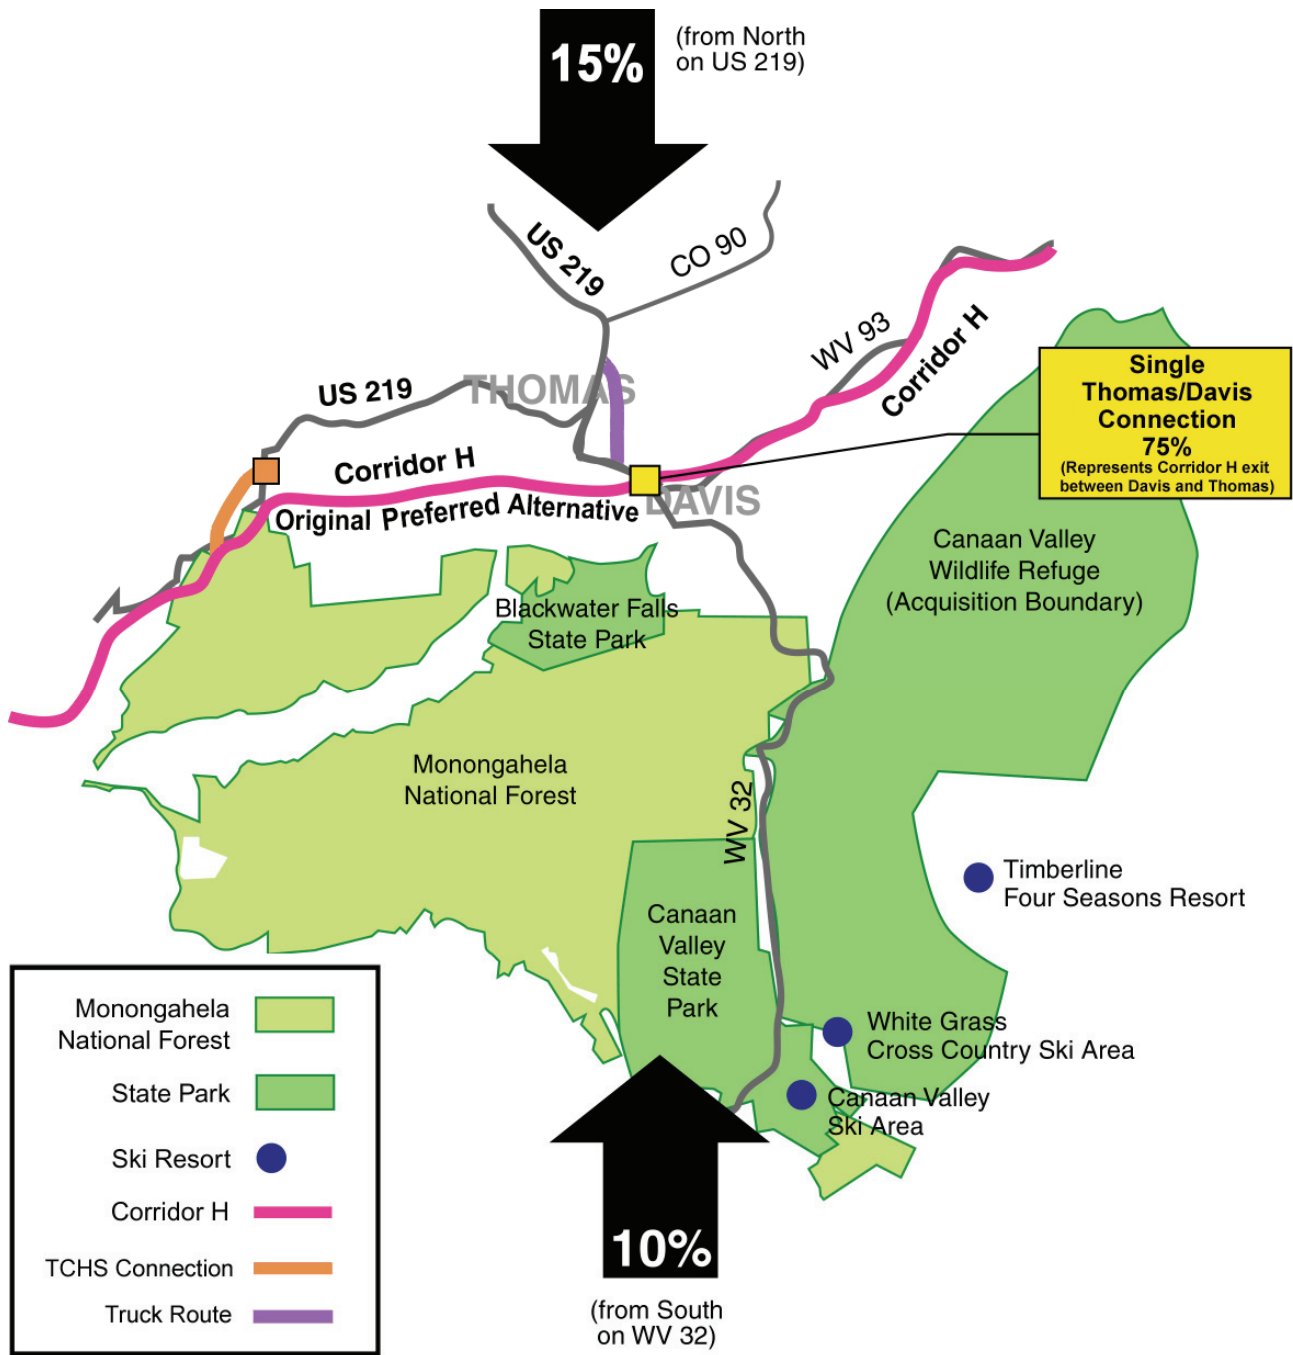 15%
(from North
on US 219)
US 219
CO 90
WV 93
Corridor H
US 219
THOMAS
Single
Thomas/Davis
Connection
75%
(Represents Corridor H exit
between Davis and Thomas)
Corridor H
Original Preferred Alternative
DAVIS
Canaan Valley
Wildlife Refuge
(Acquisition Boundary)
Blackwater Falls
State Park
Monongahela
National Forest
WV 32
Timberline
Four Seasons Resort
Canaan
Valley
State
Park
White Grass
Cross Country Ski Area
Canaan Valley
Ski Area
10%
(from South
on WV 32)
Monongahela
National Forest
State Park
Ski Resort
Corridor H
TCHS Connection
Truck Route